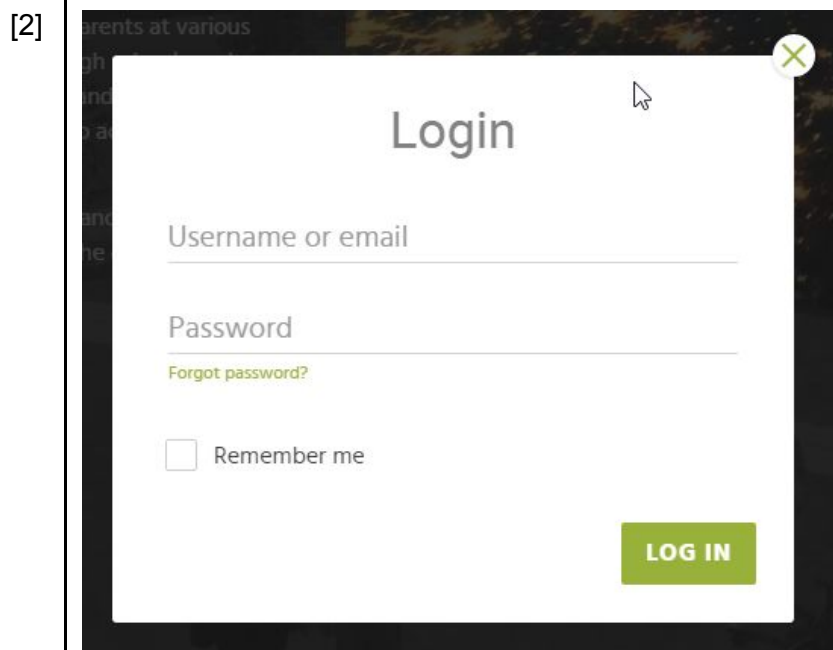 [2]
arents at various
Login
Username or email
Password
Forgot password?
Remember me
LOG IN